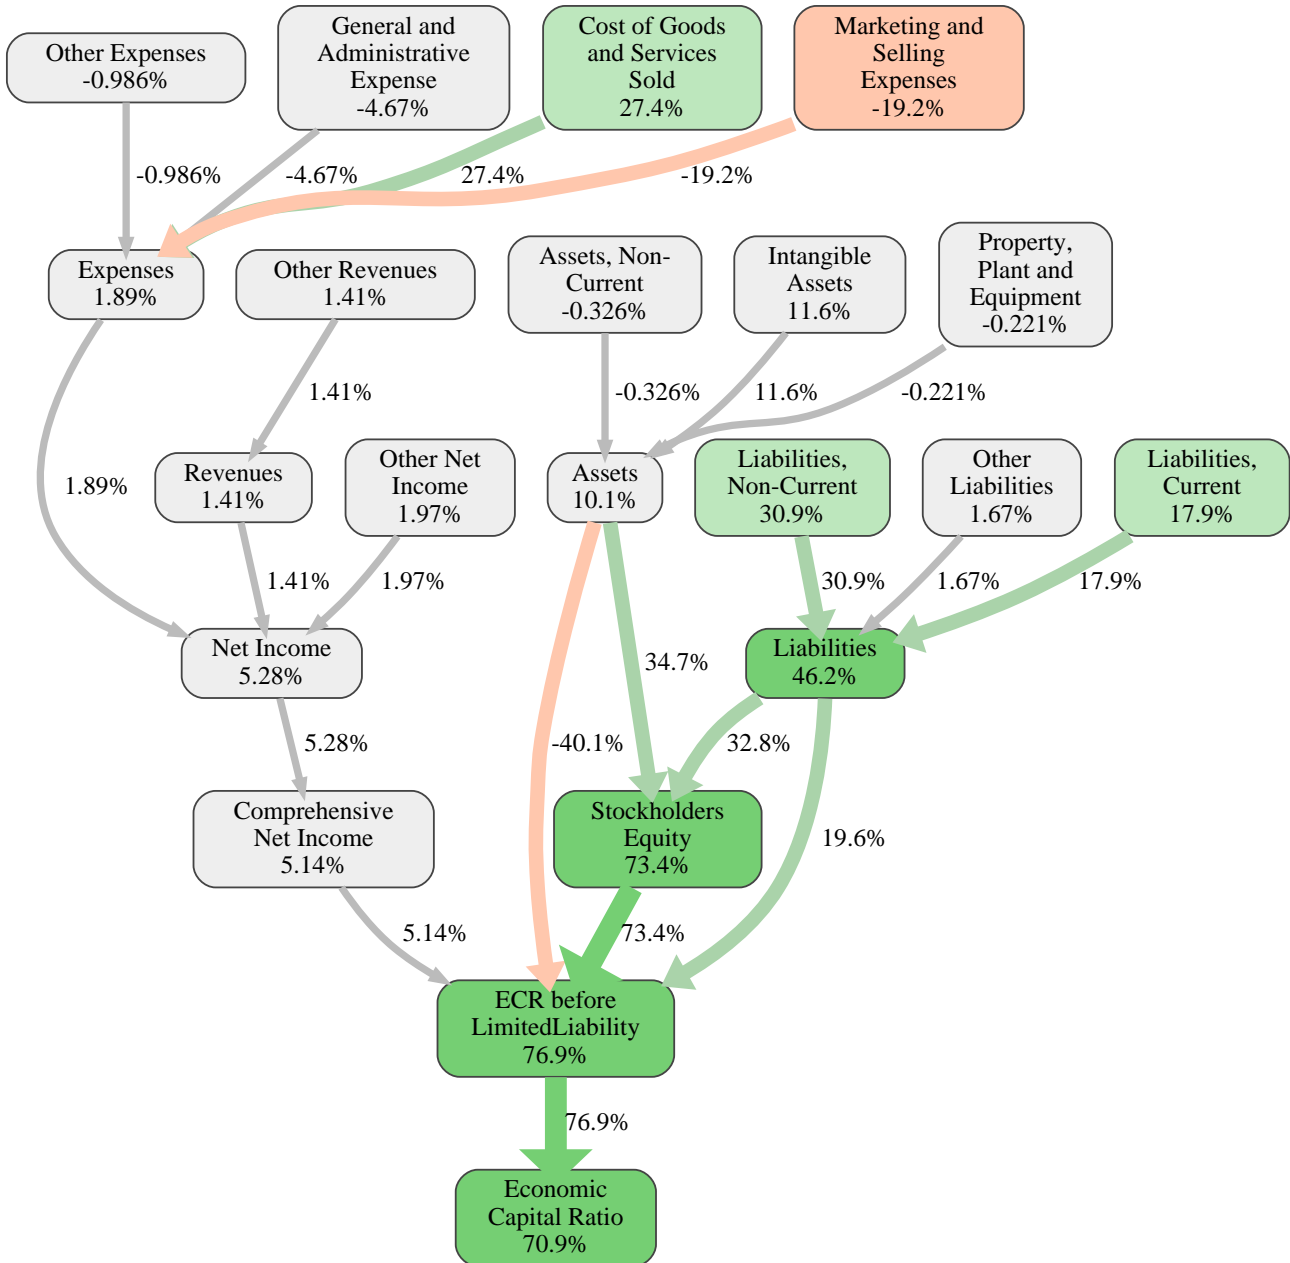 Other Expenses
-0.986%
General and
Administrative
Expense
-4.67%
Cost of Goods
and Services
Sold
27.4%
Marketing and
Selling
Expenses
-19.2%
-0.986%
-4.67%
27.4%
-19.2%
Expenses
1.89%
Other Revenues
1.41%
Assets, Non-
Current
-0.326%
Intangible
Assets
11.6%
Property,
Plant and
Equipment
-0.221%
1.41%
-0.326%
11.6%
-0.221%
1.89%
Revenues
1.41%
Other Net
Income
1.97%
Assets
10.1%
Liabilities,
Non-Current
30.9%
Other
Liabilities
1.67%
Liabilities,
Current
17.9%
1.41%
1.97%
30.9%
1.67%
17.9%
Net Income
5.28%
34.7%
Liabilities
46.2%
5.28%
-40.1%
32.8%
Comprehensive
Net Income
5.14%
Stockholders
Equity
73.4%
19.6%
5.14%
73.4%
ECR before
LimitedLiability
76.9%
76.9%
Economic
Capital Ratio
70.9%